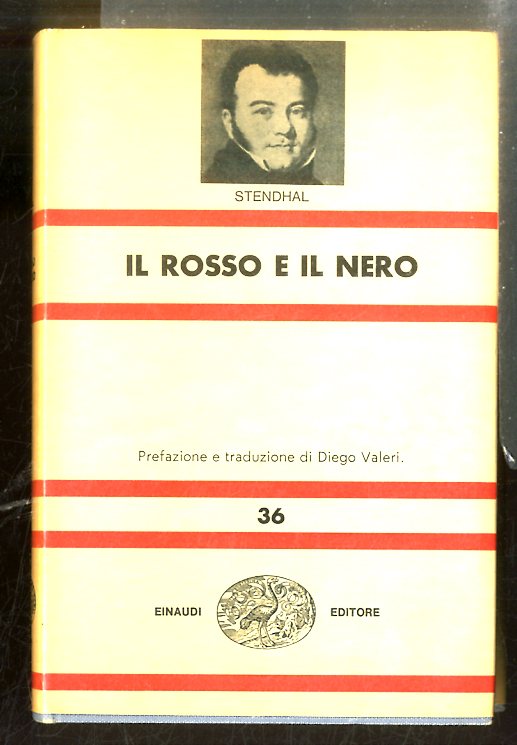 STENDHAL
IL ROSSO E IL NERO
Prefazione e traduzione di Diego Valeri.
36
EINAUDI EDITORE